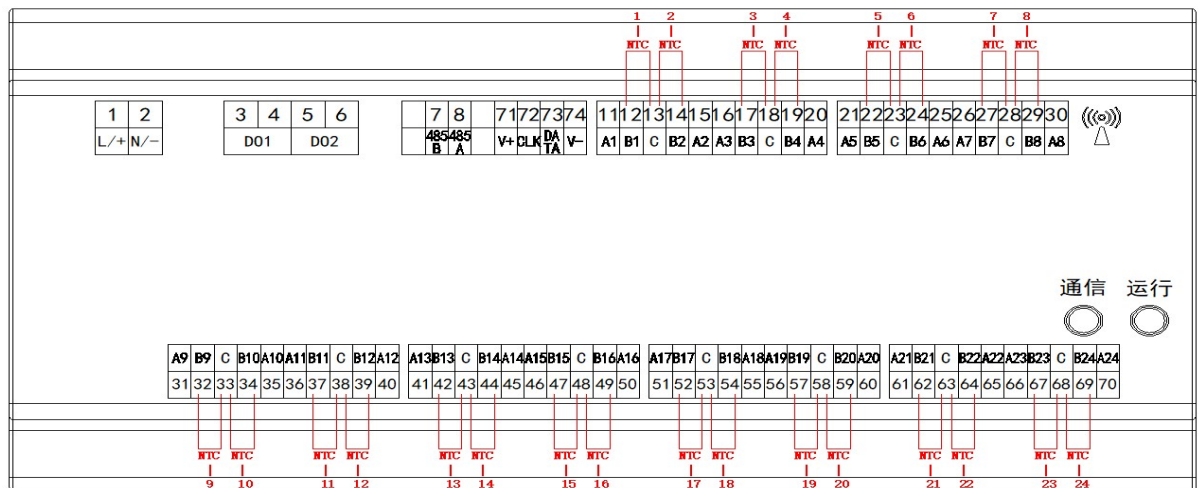 1 2 3 4 5 6 7 8
NTC NTC NTC NTC NTC NTC NTC NTC
1 2 3 4 5 6 7 8 71 72 73 74 11 12 13 14 15 16 17 18 19 20 21 22 23 24 25 26 27 28 29 30
L/+ N/- D01 D02 485 B 485 A V+ CLK DA TA V- A1 B1 C B2 A2 A3 B3 C B4 A4 A5 B5 C B6 A6 A7 B7 C B8 A8
通信 运行
A9 B9 C B10 A10 A11 B11 C B12 A12 A13 B13 C B14 A14 A15 B15 C B16 A16 A17 B17 C B18 A18 A19 B19 C B20 A20 A21 B21 C B22 A22 A23 B23 C B24 A24
31 32 33 34 35 36 37 38 39 40 41 42 43 44 45 46 47 48 49 50 51 52 53 54 55 56 57 58 59 60 61 62 63 64 65 66 67 68 69 70
NTC NTC NTC NTC NTC NTC NTC NTC NTC NTC NTC NTC NTC NTC NTC NTC
9 10 11 12 13 14 15 16 17 18 19 20 21 22 23 24